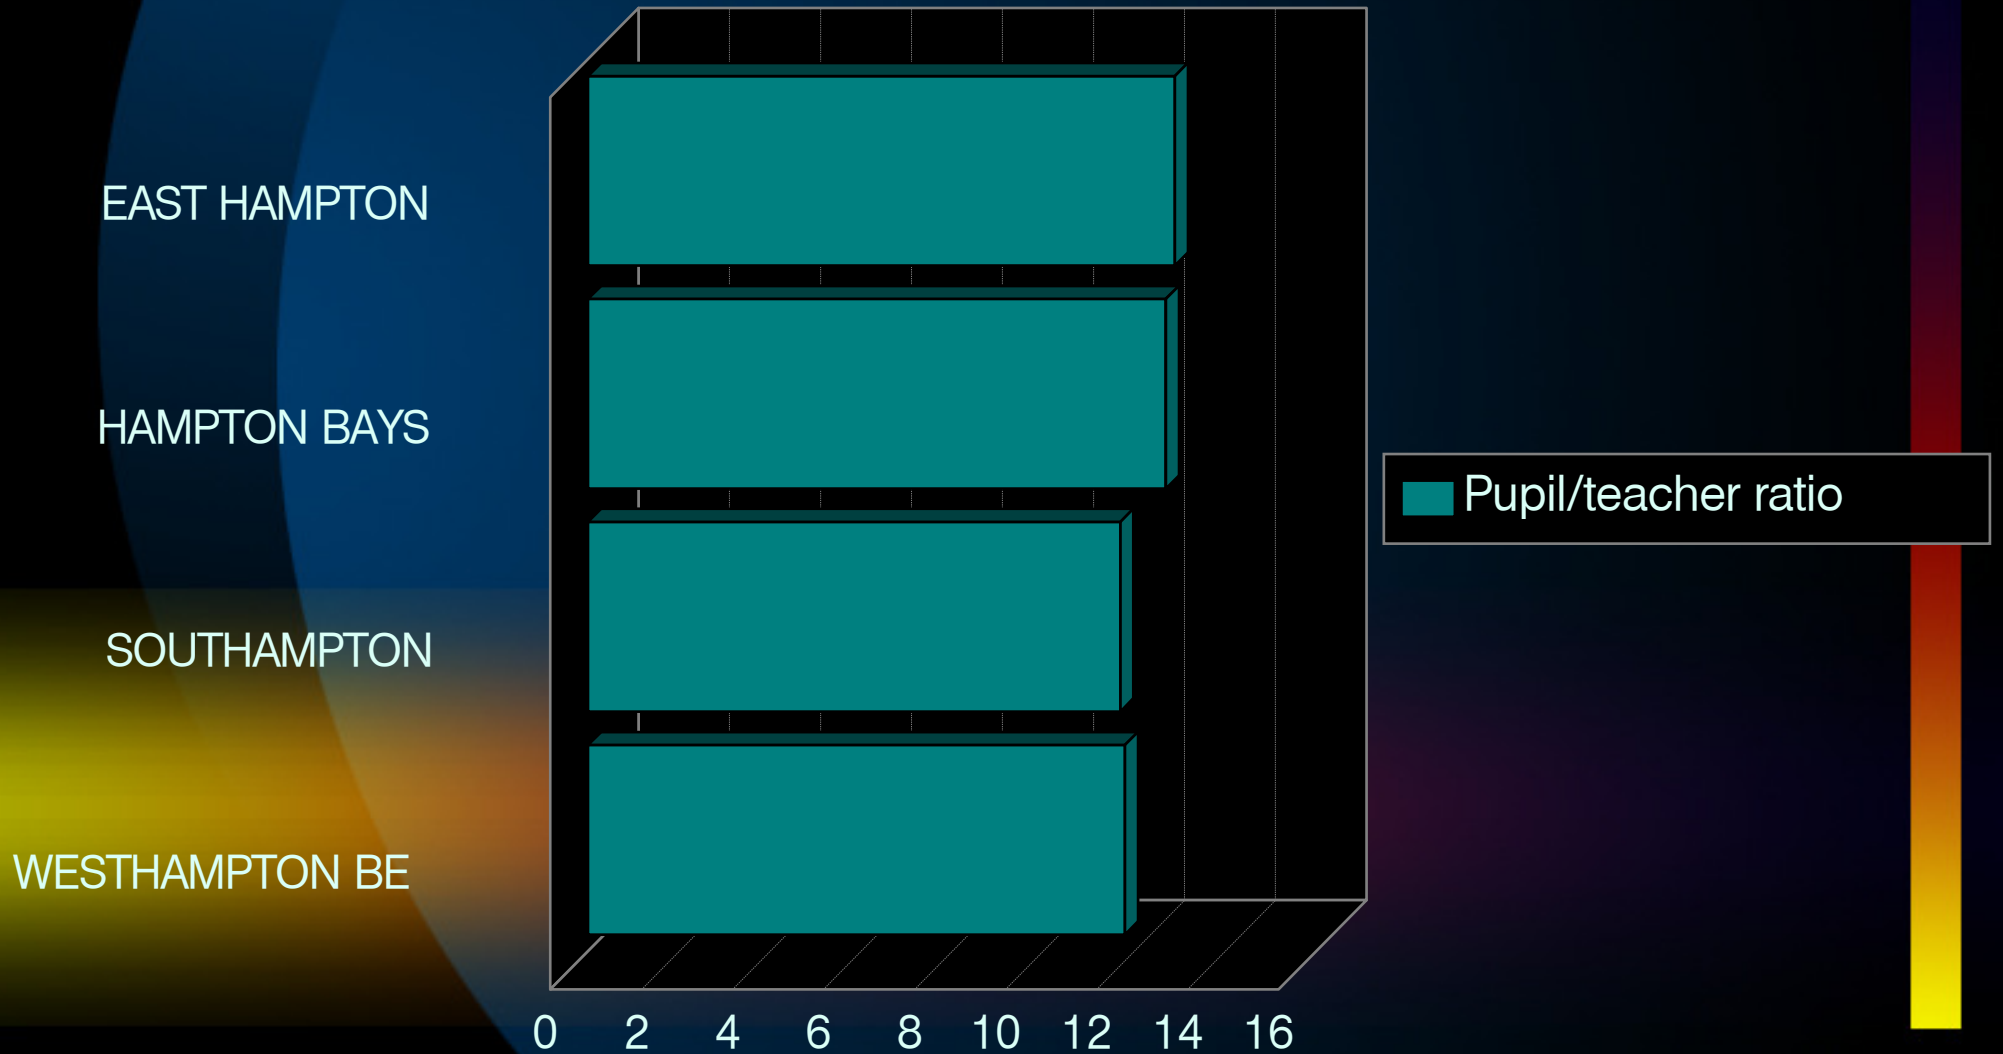 EAST HAMPTON
HAMPTON BAYS
SOUTHAMPTON
WESTHAMPTON BE
0 2 4 6 8 10 12 14 16
Pupil/teacher ratio